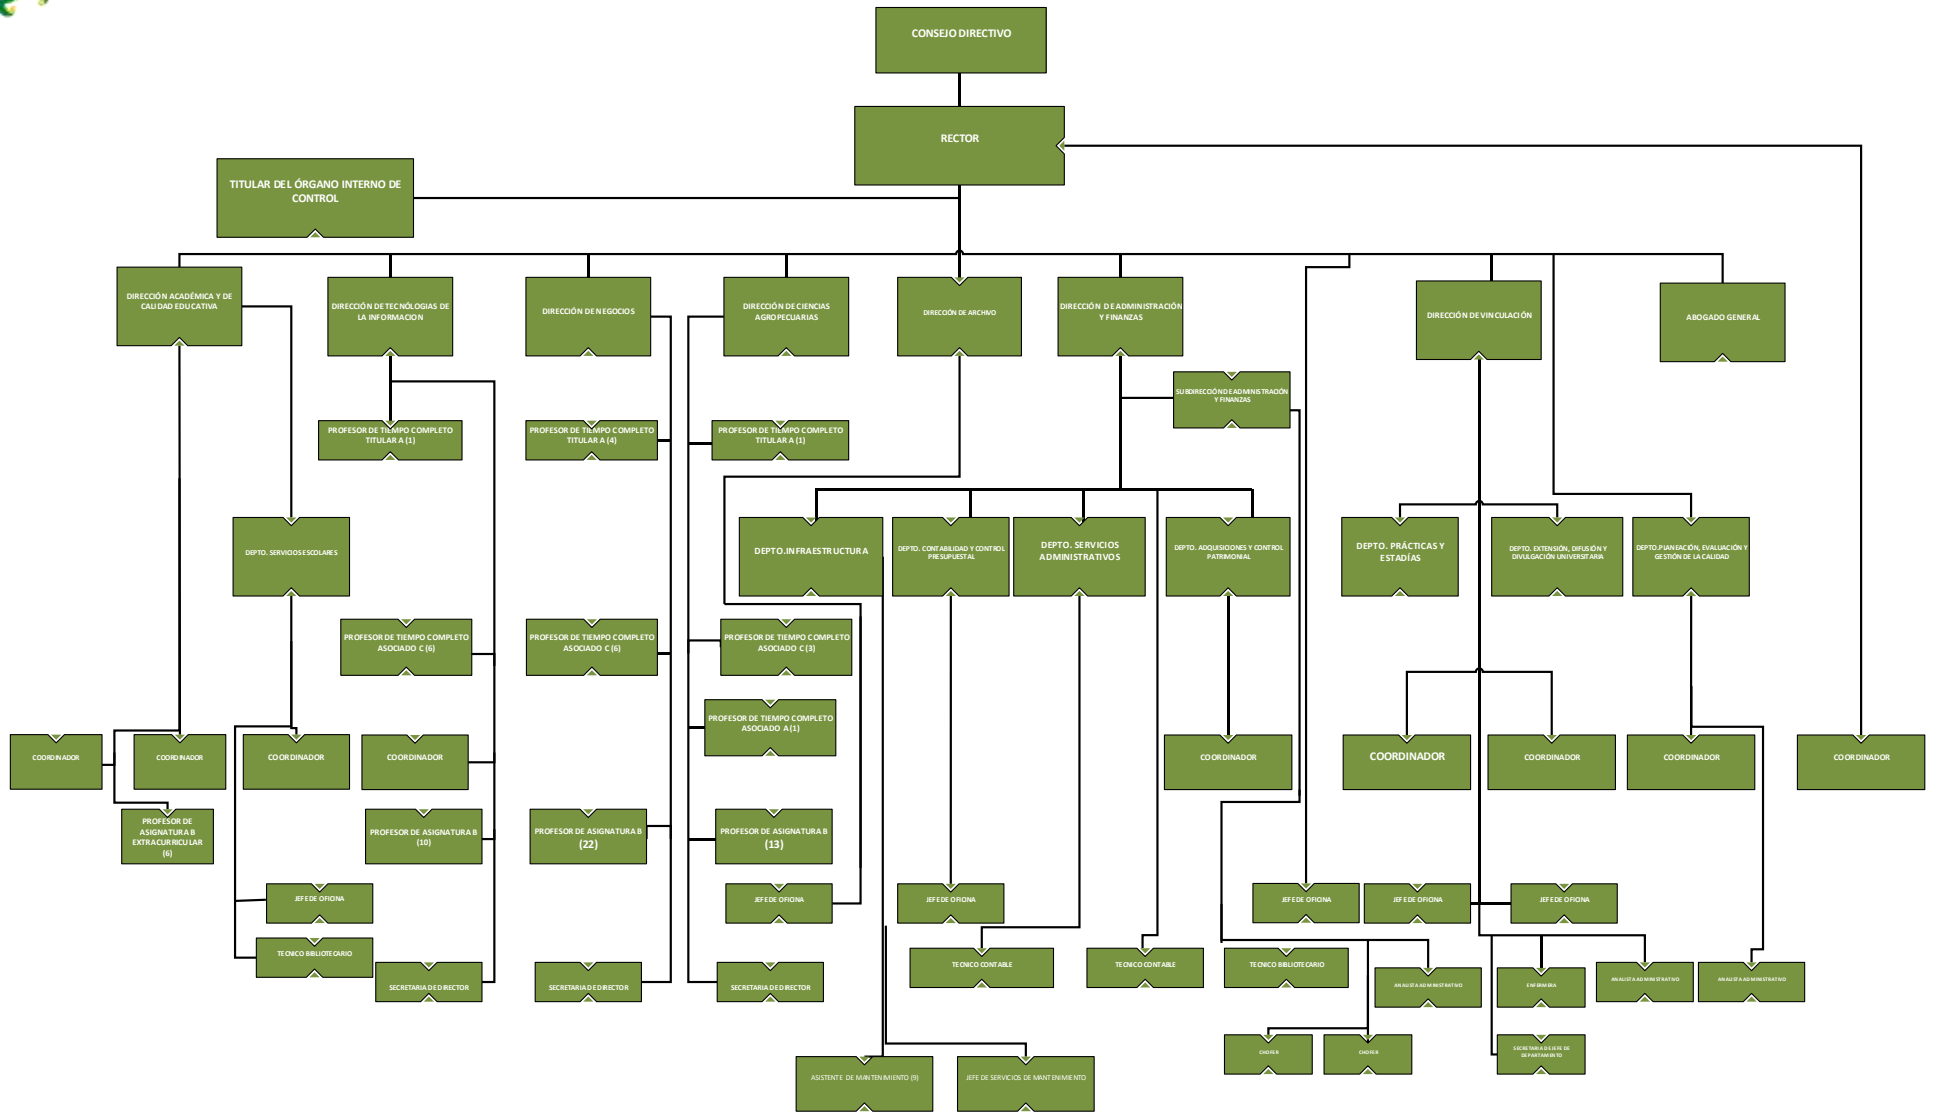 CONSEJO DIRECTIVO
RECTOR
TITULAR DEL ÓRGANO INTERNO DE
CONTROL
DIRECCIÓN ACADÉMICA Y DE
CALIDAD EDUCATIVA
DIRECCIÓN DE TECNÓLOGIAS DE
LA INFORMACION
DIRECCIÓN DE NEGOCIOS
DIRECCIÓN DE CIENCIAS
AGROPECUARIAS
DIRECCIÓN DE ARCHIVO
DIRECCIÓN DE ADMINISTRACIÓN
Y FINANZAS
DIRECCIÓN DE VINCULACIÓN
ABOGADO GENERAL
SUBDIRECCIÓN DE ADMINISTRACIÓN
Y FINANZAS
PROFESOR DE TIEMPO COMPLETO
TITULAR A (1)
PROFESOR DE TIEMPO COMPLETO
TITULAR A (4)
PROFESOR DE TIEMPO COMPLETO
TITULAR A (1)
DEPTO. SERVICIOS ESCOLARES
DEPTO.INFRAESTRUCTURA
DEPTO. CONTABILIDAD Y CONTROL
PRESUPUESTAL
DEPTO. SERVICIOS
ADMINISTRATIVOS
DEPTO. ADQUISICIONES Y CONTROL
PATRIMONIAL
DEPTO. PRÁCTICAS Y
ESTADÍAS
DEPTO. EXTENSIÓN, DIFUSIÓN Y
DIVULGACIÓN UNIVERSITARIA
DEPTO.PLANEACIÓN, EVALUACIÓN Y
GESTIÓN DE LA CALIDAD
PROFESOR DE TIEMPO COMPLETO
ASOCIADO C (6)
PROFESOR DE TIEMPO COMPLETO
ASOCIADO C (6)
PROFESOR DE TIEMPO COMPLETO
ASOCIADO C (3)
PROFESOR DE TIEMPO COMPLETO
ASOCIADO A (1)
COORDINADOR
COORDINADOR
COORDINADOR
COORDINADOR
COORDINADOR
COORDINADOR
COORDINADOR
COORDINADOR
COORDINADOR
PROFESOR DE
ASIGNATURA B
EXTRACURRICULAR
(6)
PROFESOR DE ASIGNATURA B
(10)
PROFESOR DE ASIGNATURA B
(22)
PROFESOR DE ASIGNATURA B
(13)
JEFE DE OFICINA
JEFE DE OFICINA
JEFE DE OFICINA
JEFE DE OFICINA
JEFE DE OFICINA
JEFE DE OFICINA
TECNICO BIBLIOTECARIO
TECNICO CONTABLE
TECNICO CONTABLE
TECNICO BIBLIOTECARIO
SECRETARIA DE DIRECTOR
SECRETARIA DE DIRECTOR
SECRETARIA DE DIRECTOR
ANALISTA ADMINISTRATIVO
ENFERMERA
ANALISTA ADMINISTRATIVO
ANALISTA ADMINISTRATIVO
CHOFER
CHOFER
SECRETARIA DE JEFE DE
DEPARTAMENTO
ASISTENTE DE MANTENIMIENTO (9)
JEFE DE SERVICIOS DE MANTENIMIENTO